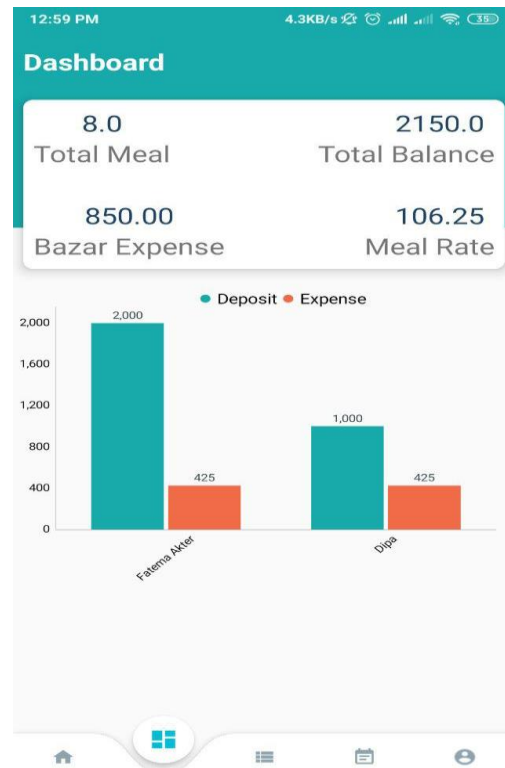 12:59 PM 4.3KB/s 35
Dashboard
8.0 2150.0
Total Meal Total Balance
850.00 106.25
Bazar Expense Meal Rate
Deposit Expense
2,000
2,000
1,600
1,200
1,000
800
425 425
400
0
Fatema Akter Dipa